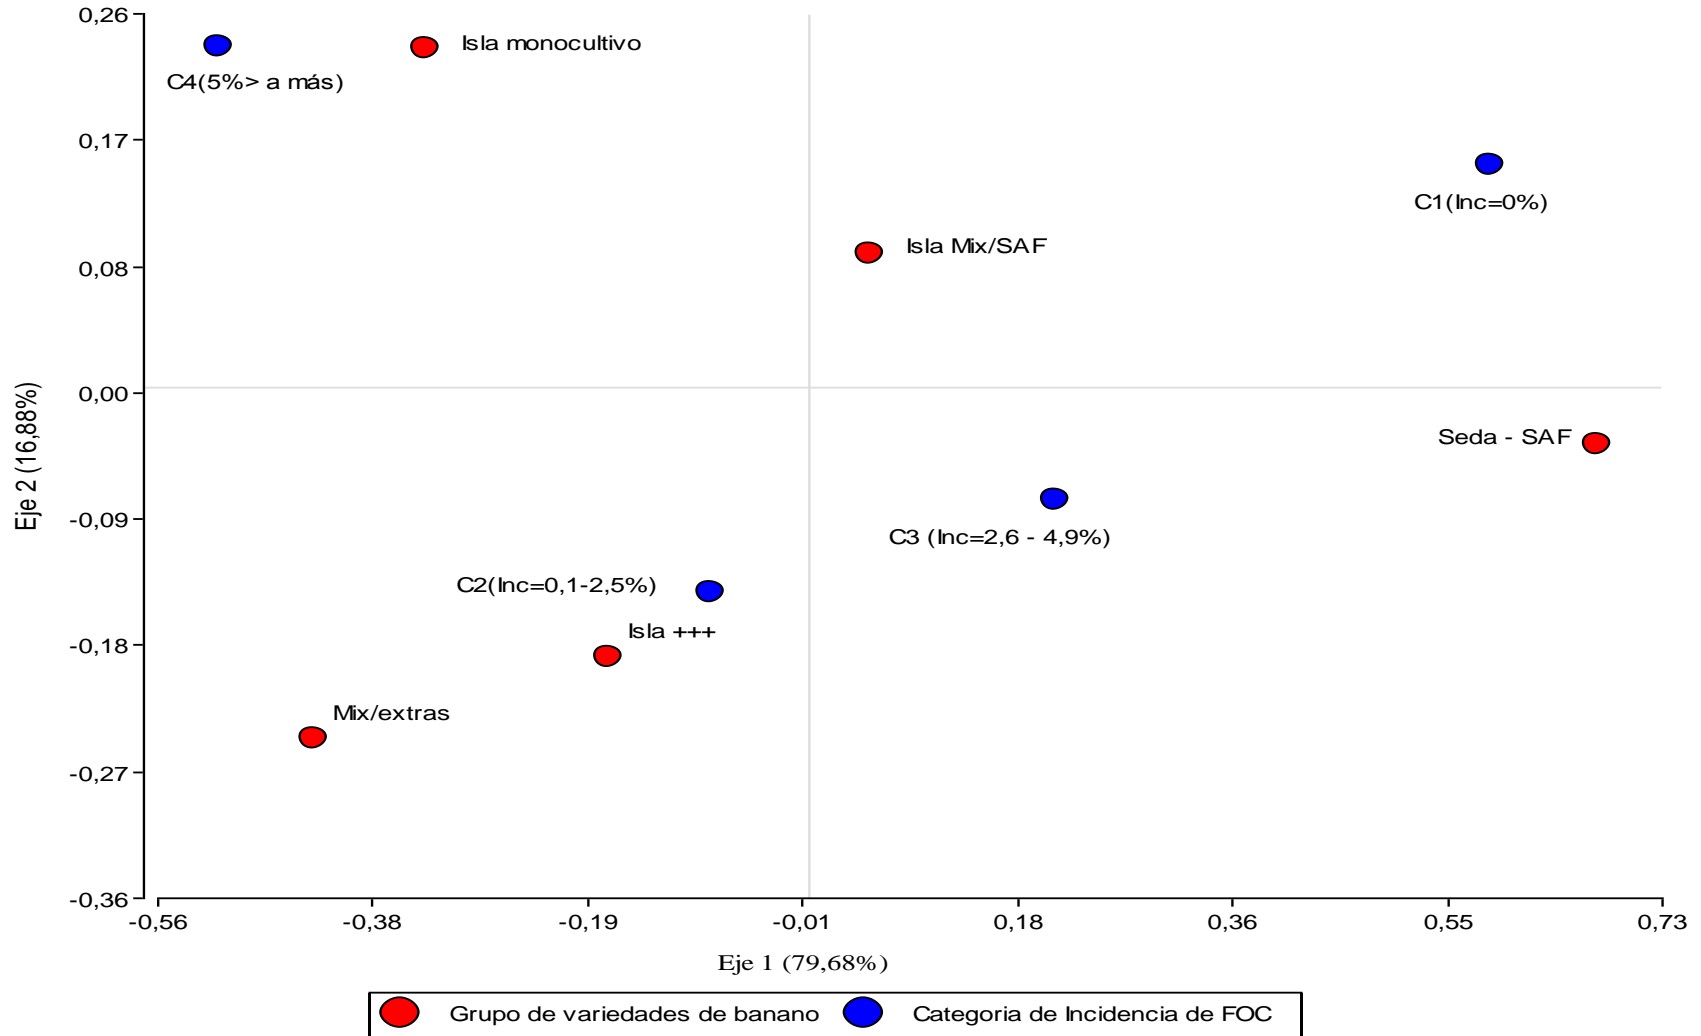 0,26
Isla monocultivo
C4(5%> a más)
0,17
C1(Inc=0%)
Isla Mix/SAF
0,08
0,00
Seda - SAF
Eje 2 (16,88%)
-0,09
C3 (Inc=2,6 - 4,9%)
C2(Inc=0,1-2,5%)
Isla +++
-0,18
Mix/extras
-0,27
-0,36
-0,56 -0,38 -0,19 -0,01 0,18 0,36 0,55 0,73
Eje 1 (79,68%)
Grupo de variedades de banano Categoria de Incidencia de FOC